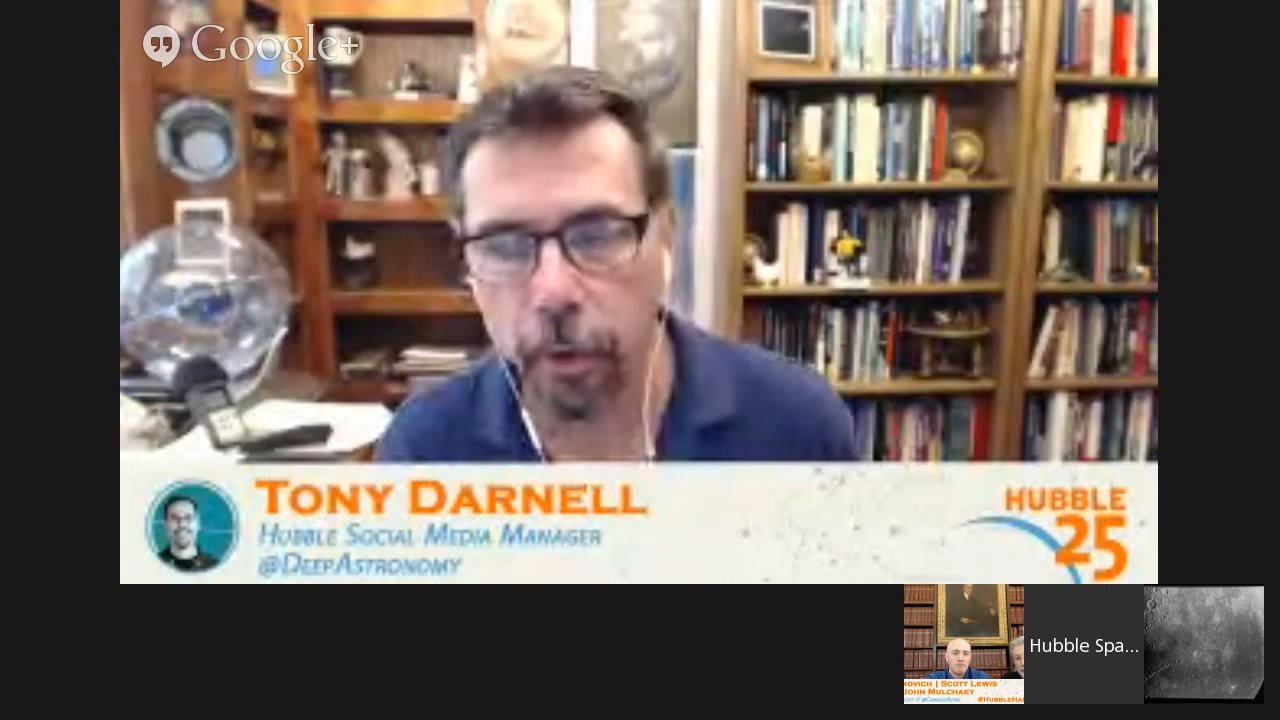 Google+
TONY DARNELL
HUBBLE SOCIAL MEDIA MANAGER
@DEEPASTRONOMY
HUBBLE
25
Hubble Spa...
| SCOTT LEWIS
JOHN MULCHAEY